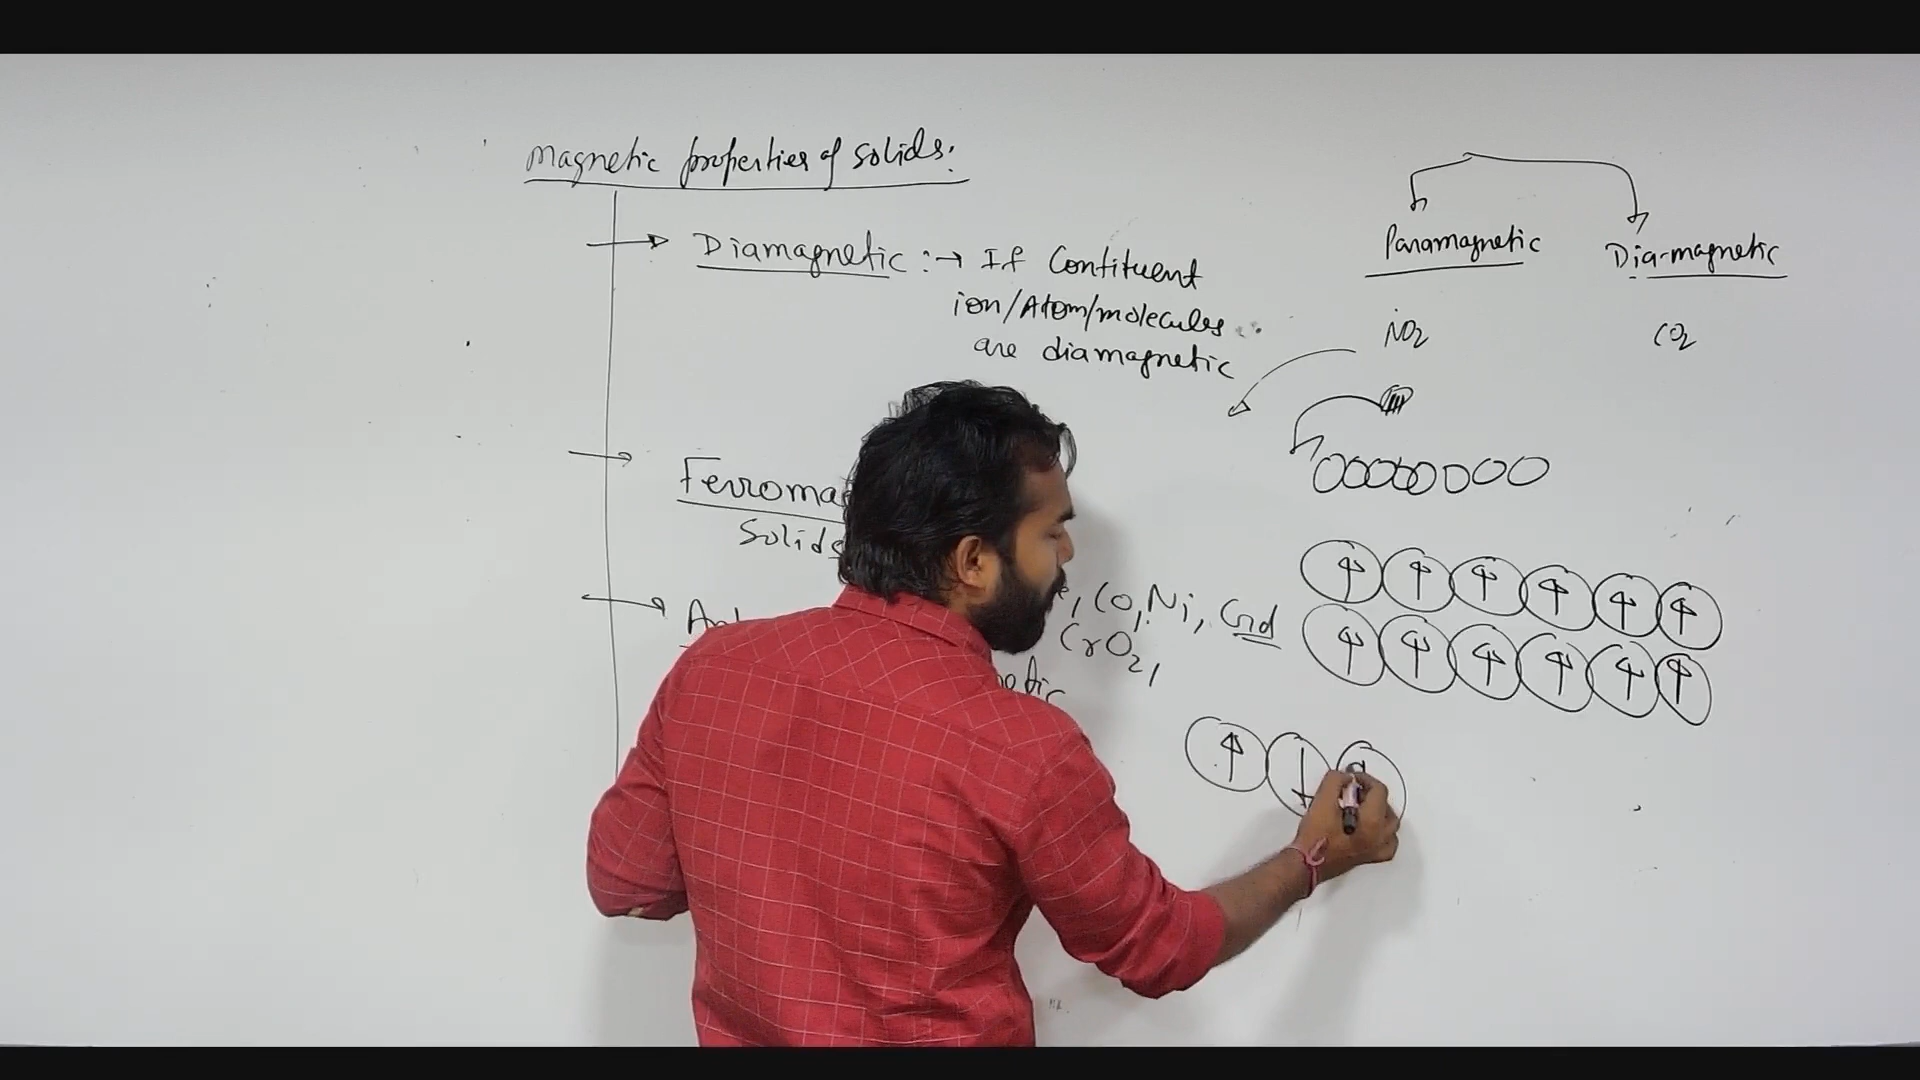 Magnetic properties of solids:
Diamagnetic :→ If Contituent
ion/Atom/molecules
are diamagnetic
Solids
Co, Ni, Gd
CrO2,
Paramagnetic
NO2
Dia-magnetic
CO2